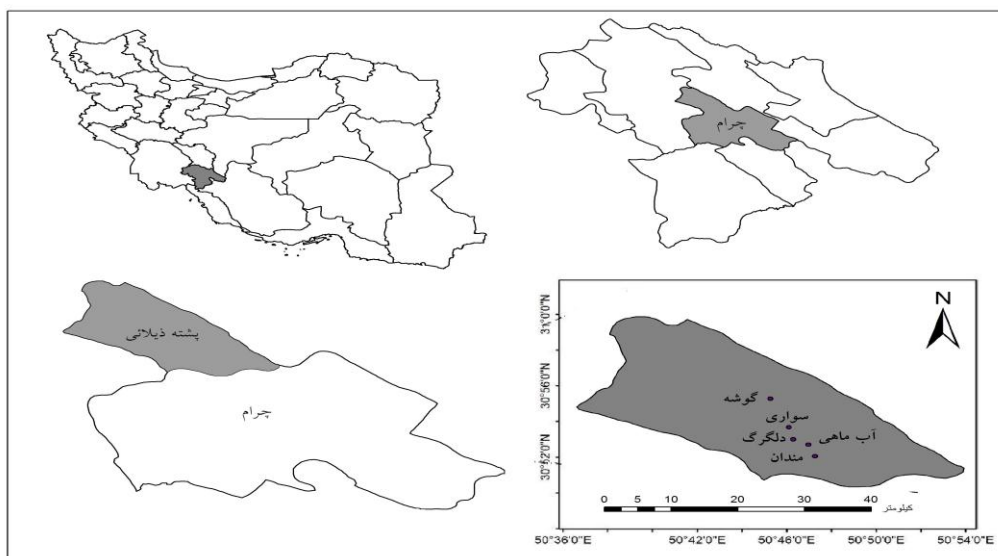 چرام
پشته ذیلائی
چرام
N
31°0'0"N
30°56'0"N
30°52'0"N
گوشه
سواری
دلگرگ
آب ماهی
مندان
0 5 10 20 30 40
کیلومتر
50°36'0"E 50°42'0"E 50°46'0"E 50°50'0"E 50°54'0"E